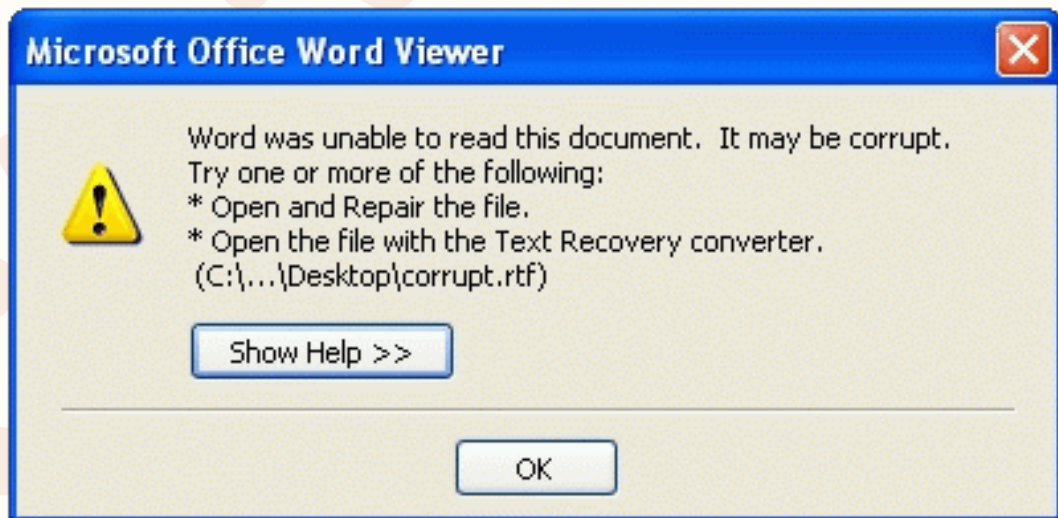 Microsoft Office Word Viewer
Word was unable to read this document. It may be corrupt.
Try one or more of the following:
* Open and Repair the file.
* Open the file with the Text Recovery converter.
(C:\...\Desktop\corrupt.rtf)
Show Help >>
OK